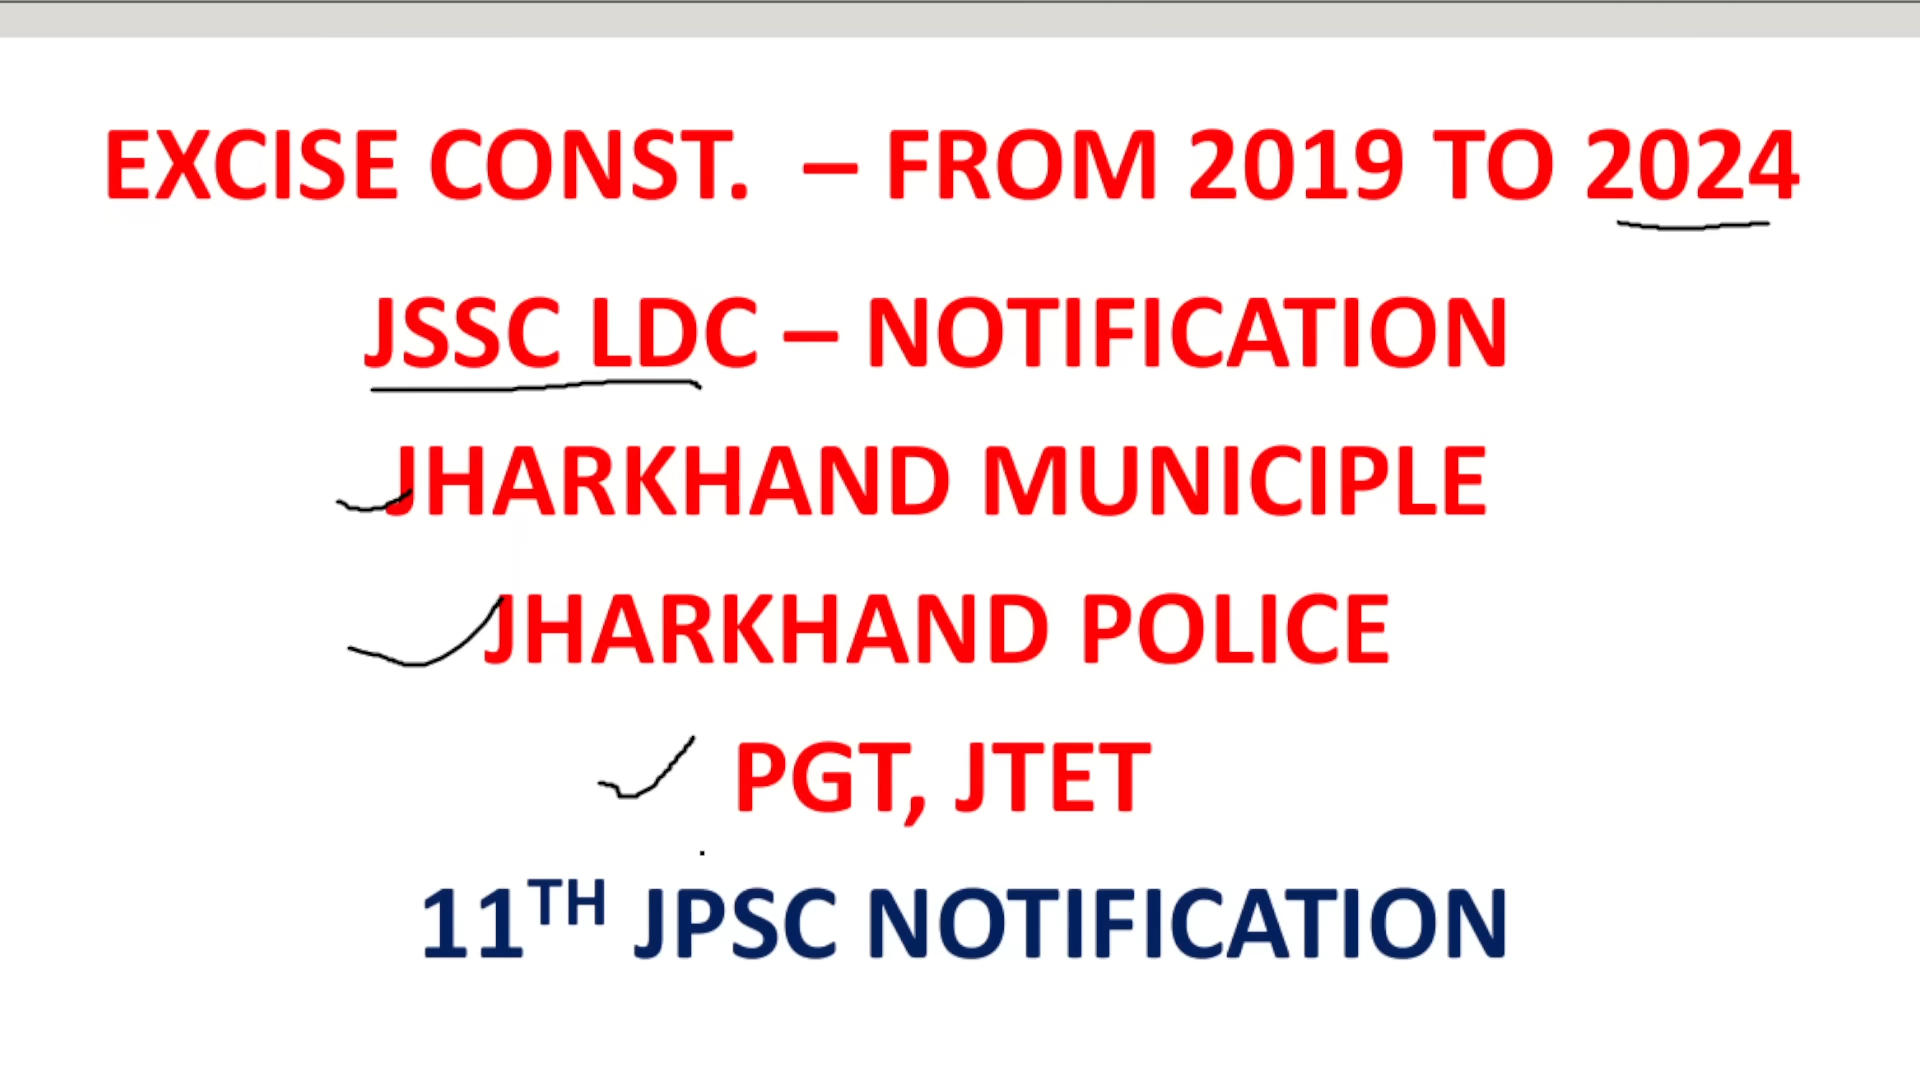 EXCISE CONST. – FROM 2019 TO 2024
JSSC LDC – NOTIFICATION
JHARKHAND MUNICIPLE
JHARKHAND POLICE
PGT, JTET
11TH JPSC NOTIFICATION